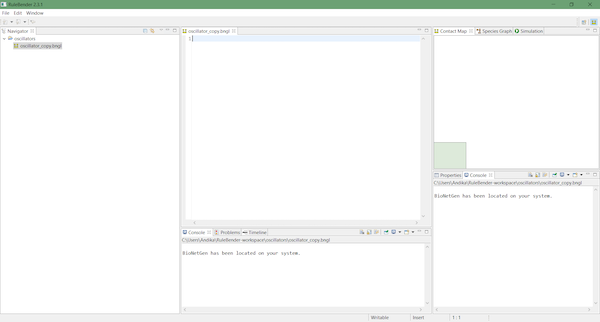 RuleBender 2.3.1
File Edit Window
Navigator
oscillators
oscillator_copy.bngl
oscillator_copy.bngl
1
Contact Map Species Graph Simulation
Properties Console
C:\Users\Andika\RuleBender-workspace\oscillators\oscillator_copy.bngl
BioNetGen has been located on your system.
Console Problems Timeline
C:\Users\Andika\RuleBender-workspace\oscillators\oscillator_copy.bngl
BioNetGen has been located on your system.
Writable Insert 1 : 1